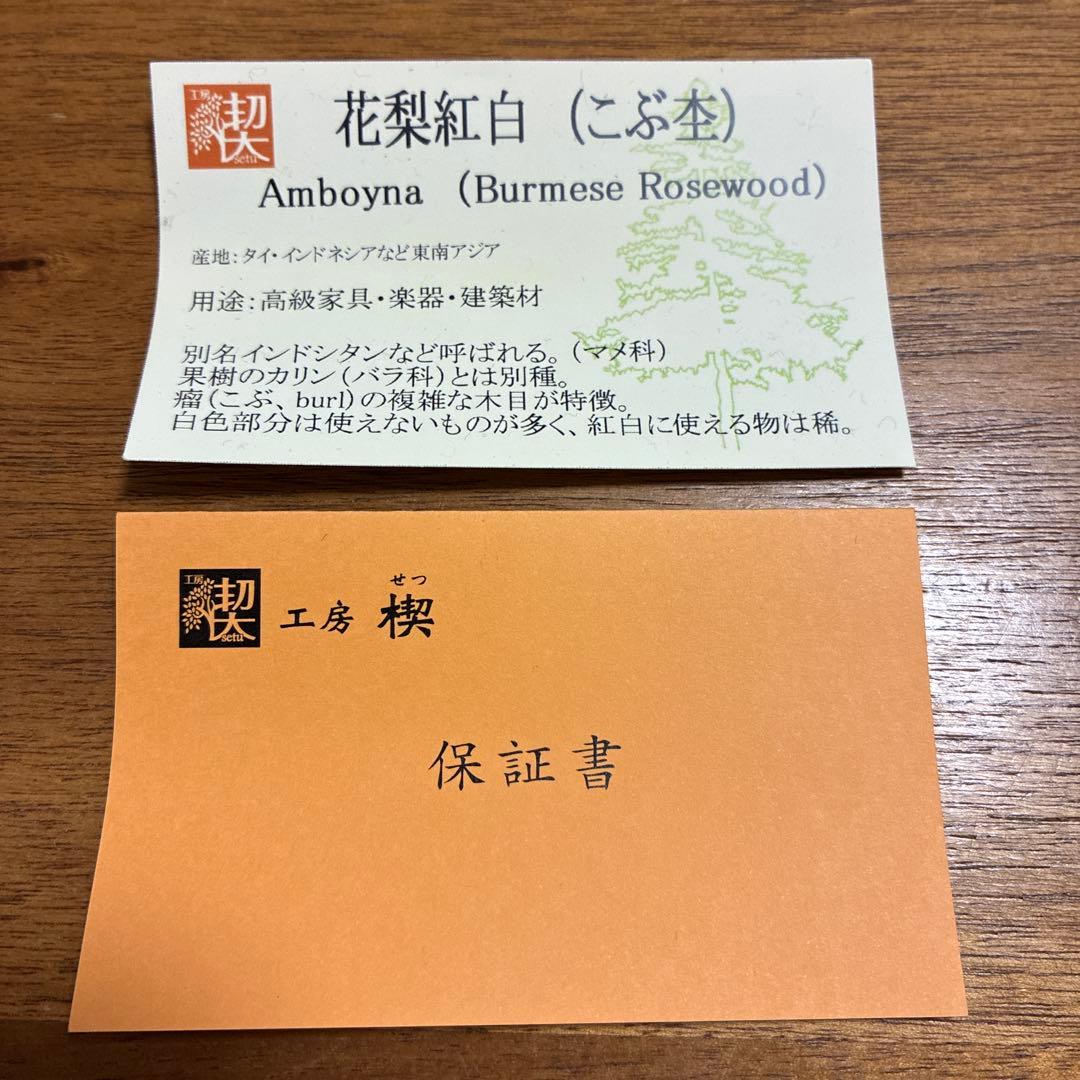 工房
楔
setu
花梨紅白 (こぶ杢)
Amboyna (Burmese Rosewood)
産地：タイ・インドネシアなど東南アジア
用途：高級家具・楽器・建築材
別名インドシタンなど呼ばれる。(マメ科)
果樹のカリン(バラ科)とは別種。
瘤(こぶ、burl)の複雑な木目が特徴。
白色部分は使えないものが多く、紅白に使える物は稀。
工房
楔
setu
せつ
工房 楔
保証書